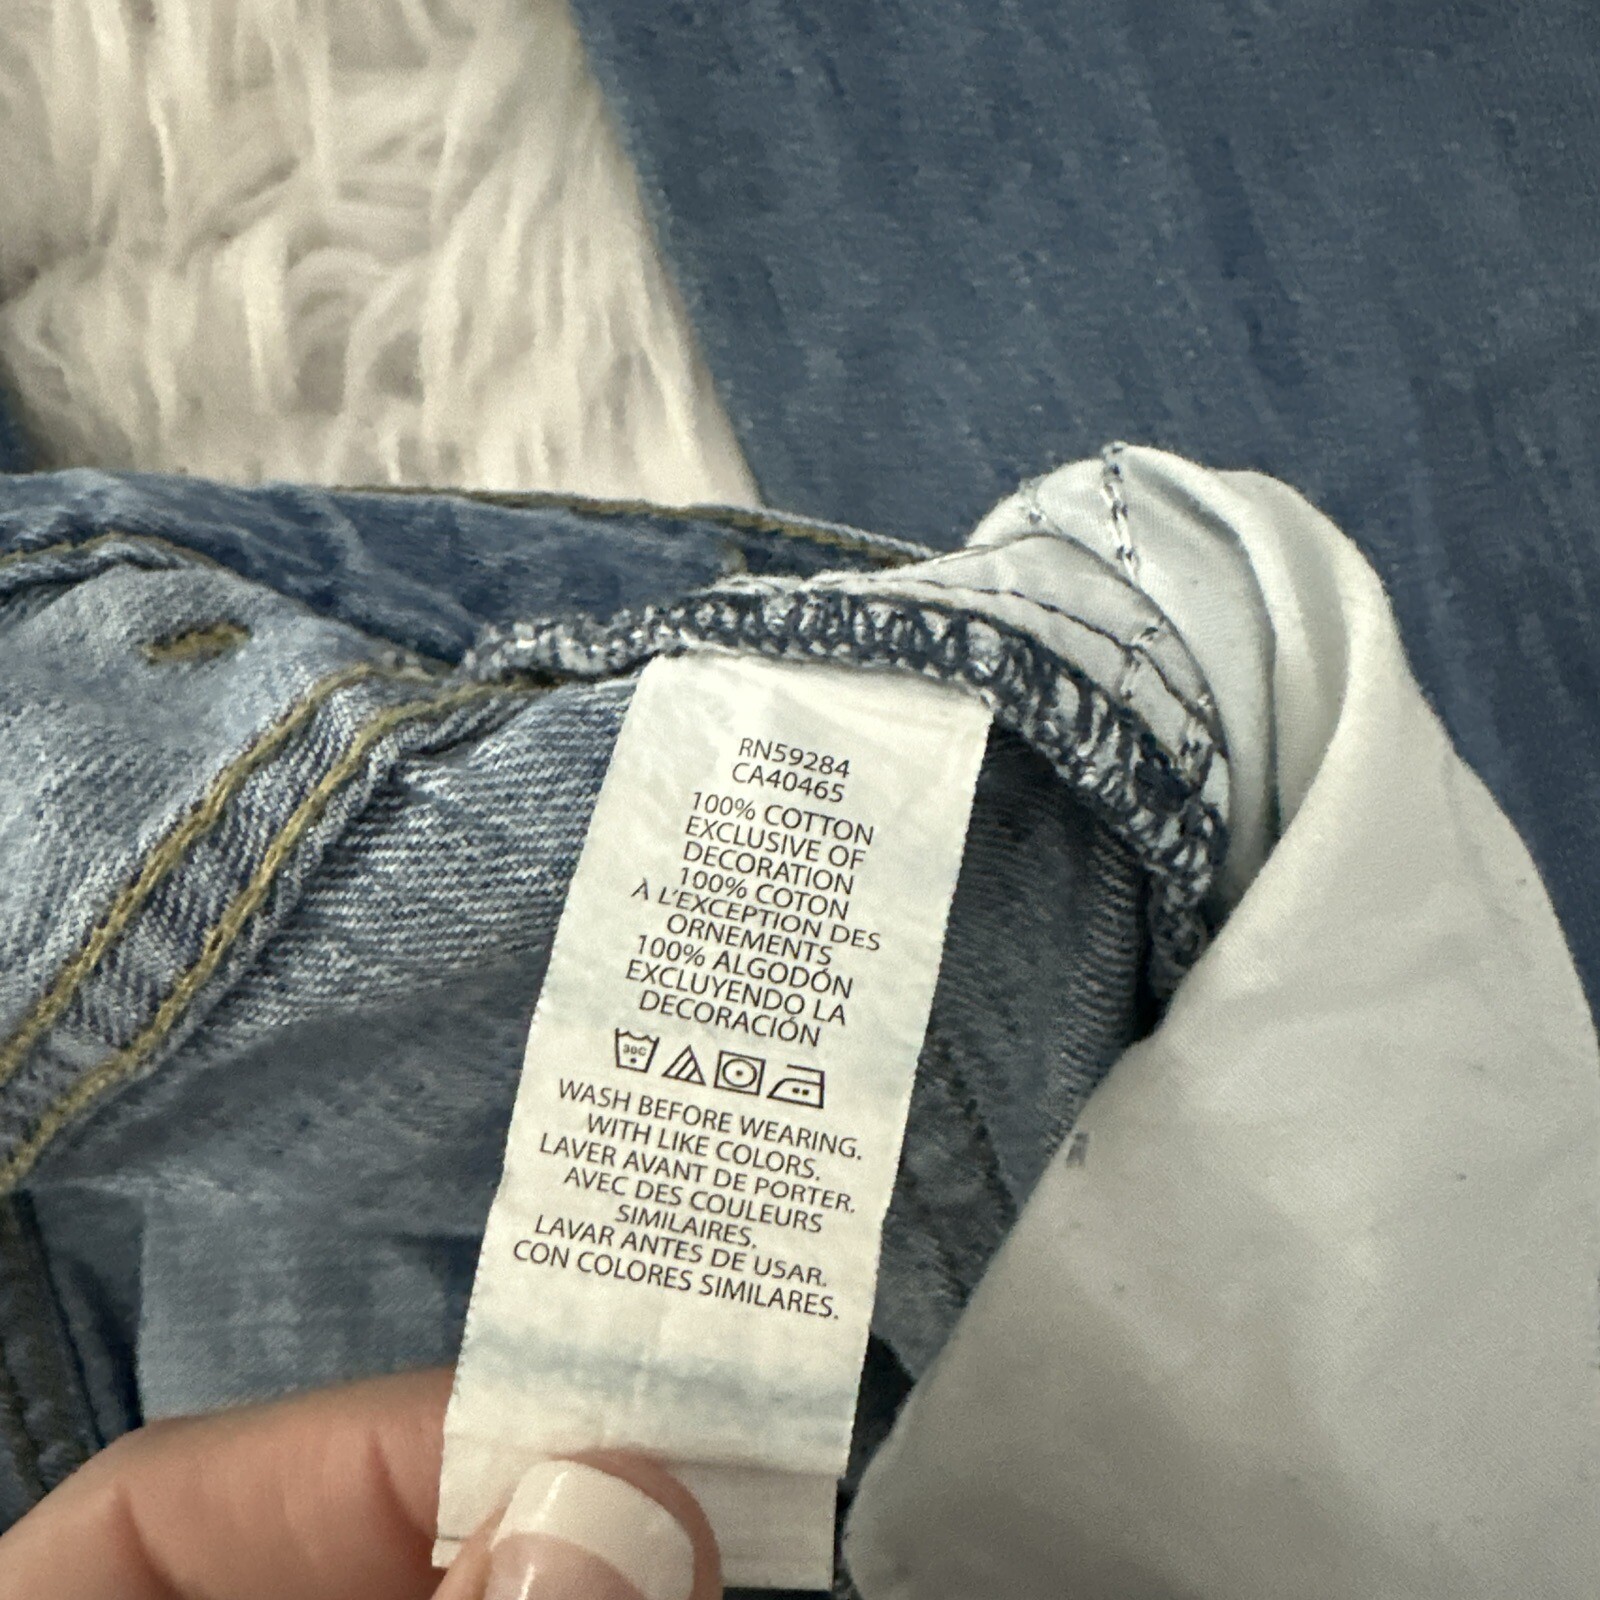 RN59284
CA40465
100% COTTON
EXCLUSIVE OF
DECORATION
100% COTON
À L'EXCEPTION DES
ORNEMENTS
100% ALGODÓN
EXCLUYENDO LA
DECORACIÓN
30C
WASH BEFORE WEARING.
WITH LIKE COLORS.
LAVER AVANT DE PORTER.
AVEC DES COULEURS
SIMILAIRES.
LAVAR ANTES DE USAR.
CON COLORES SIMILARES.